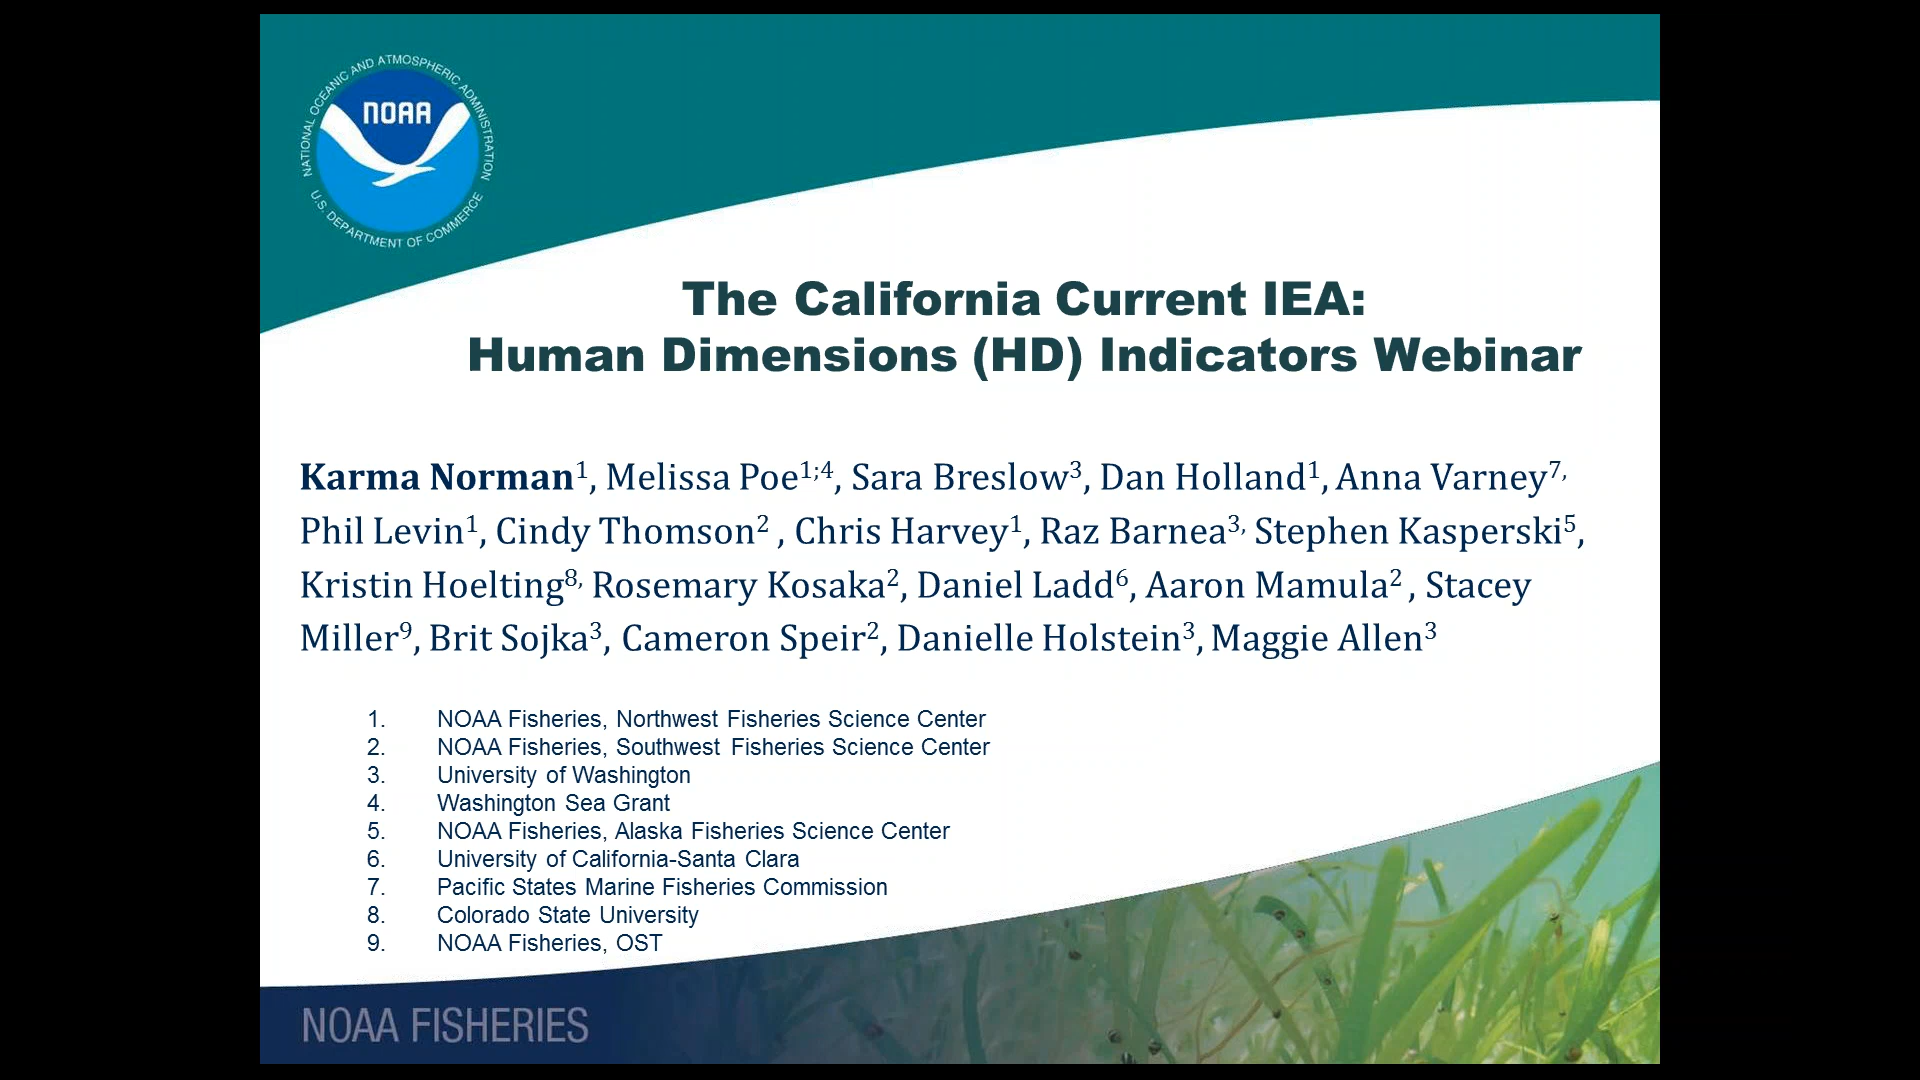 NATIONAL OCEANIC AND ATMOSPHERIC ADMINISTRATION
NOAA
U.S. DEPARTMENT OF COMMERCE
The California Current IEA:
Human Dimensions (HD) Indicators Webinar
Karma Norman1, Melissa Poe1;4, Sara Breslow3, Dan Holland1, Anna Varney7,
Phil Levin1, Cindy Thomson2 , Chris Harvey1, Raz Barnea3, Stephen Kasperski5,
Kristin Hoelting8, Rosemary Kosaka2, Daniel Ladd6, Aaron Mamula2 , Stacey
Miller9, Brit Sojka3, Cameron Speir2, Danielle Holstein3, Maggie Allen3
1. NOAA Fisheries, Northwest Fisheries Science Center
2. NOAA Fisheries, Southwest Fisheries Science Center
3. University of Washington
4. Washington Sea Grant
5. NOAA Fisheries, Alaska Fisheries Science Center
6. University of California-Santa Clara
7. Pacific States Marine Fisheries Commission
8. Colorado State University
9. NOAA Fisheries, OST
NOAA FISHERIES